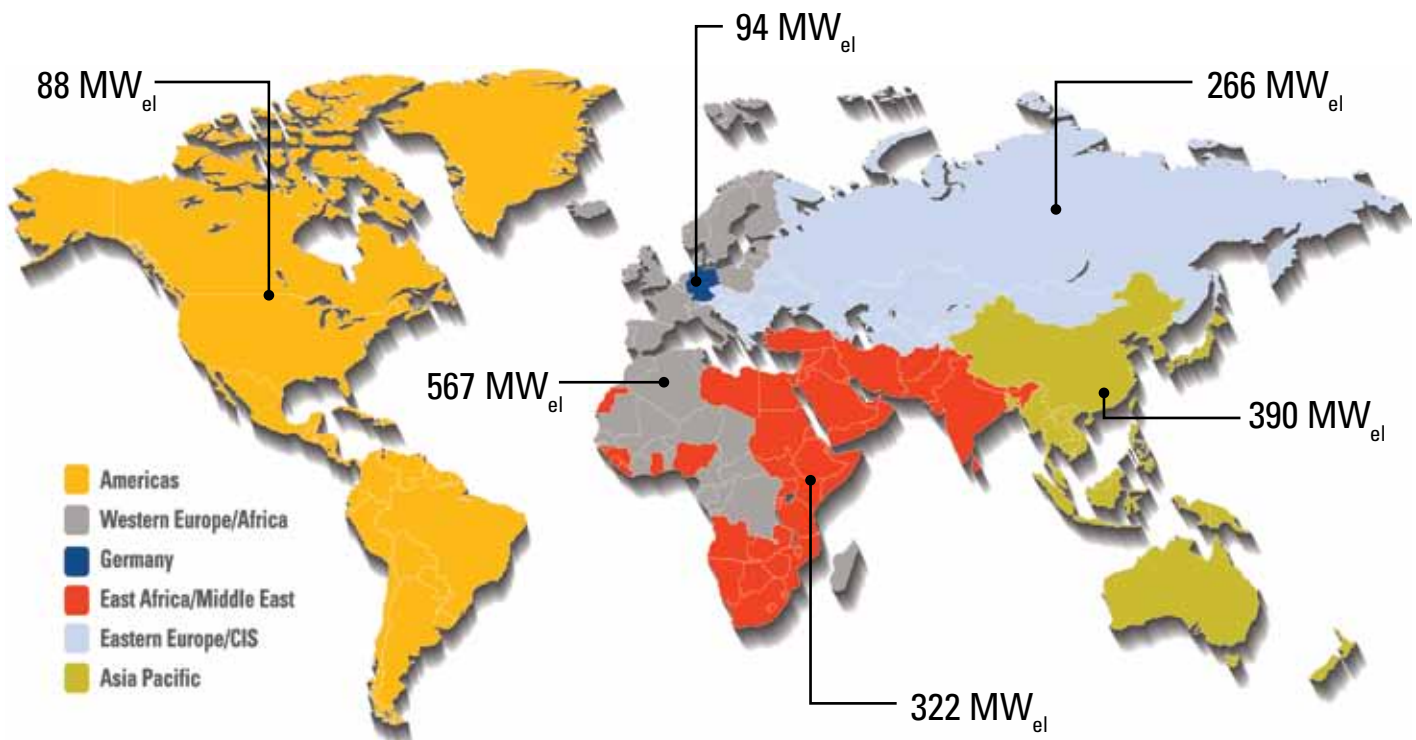 94 MWel
88 MWel
266 MWel
567 MWel
390 MWel
Americas
Western Europe/Africa
Germany
East Africa/Middle East
Eastern Europe/CIS
Asia Pacific
322 MWel